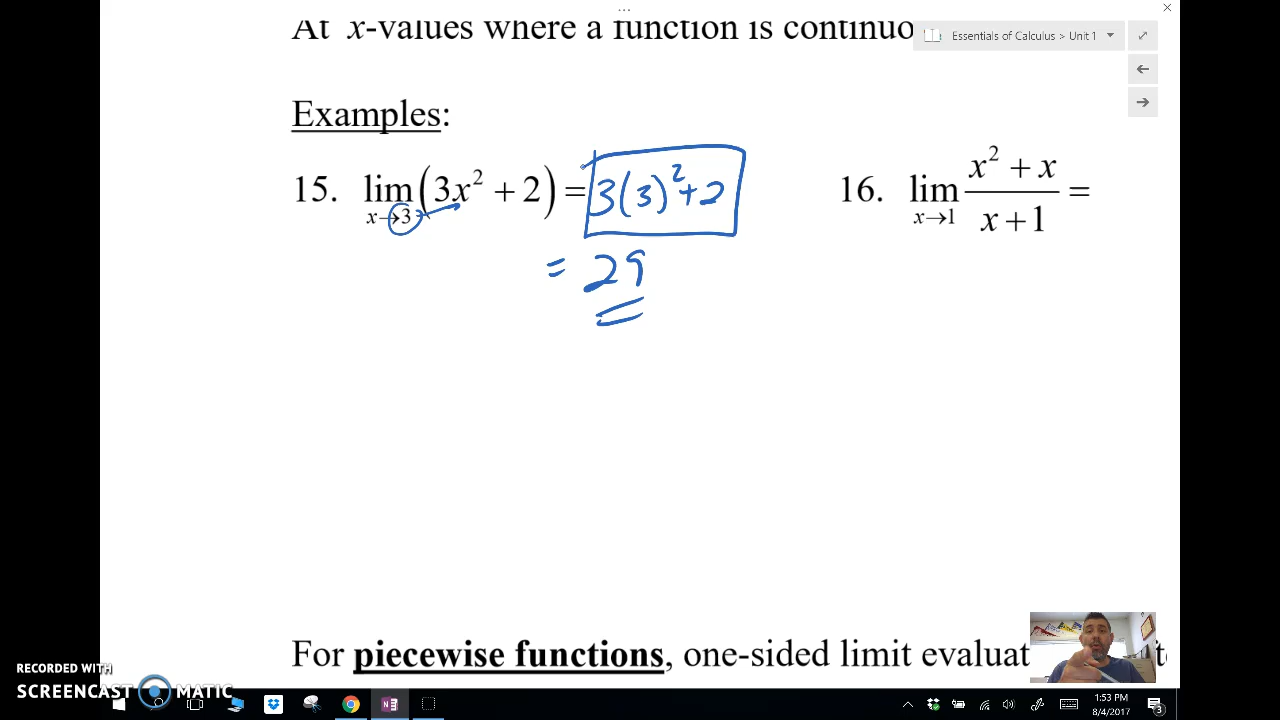 At x-values where a function is continuo
Essentials of Calculus > Unit 1
Examples:
15. lim x→3 (3x² + 2) = 3(3)² + 2
= 29
16. lim x→1 (x² + x)/(x + 1) =
For piecewise functions, one-sided limit evaluat
RECORDED WITH
SCREENCAST MATIC
1:53 PM
8/4/2017
3